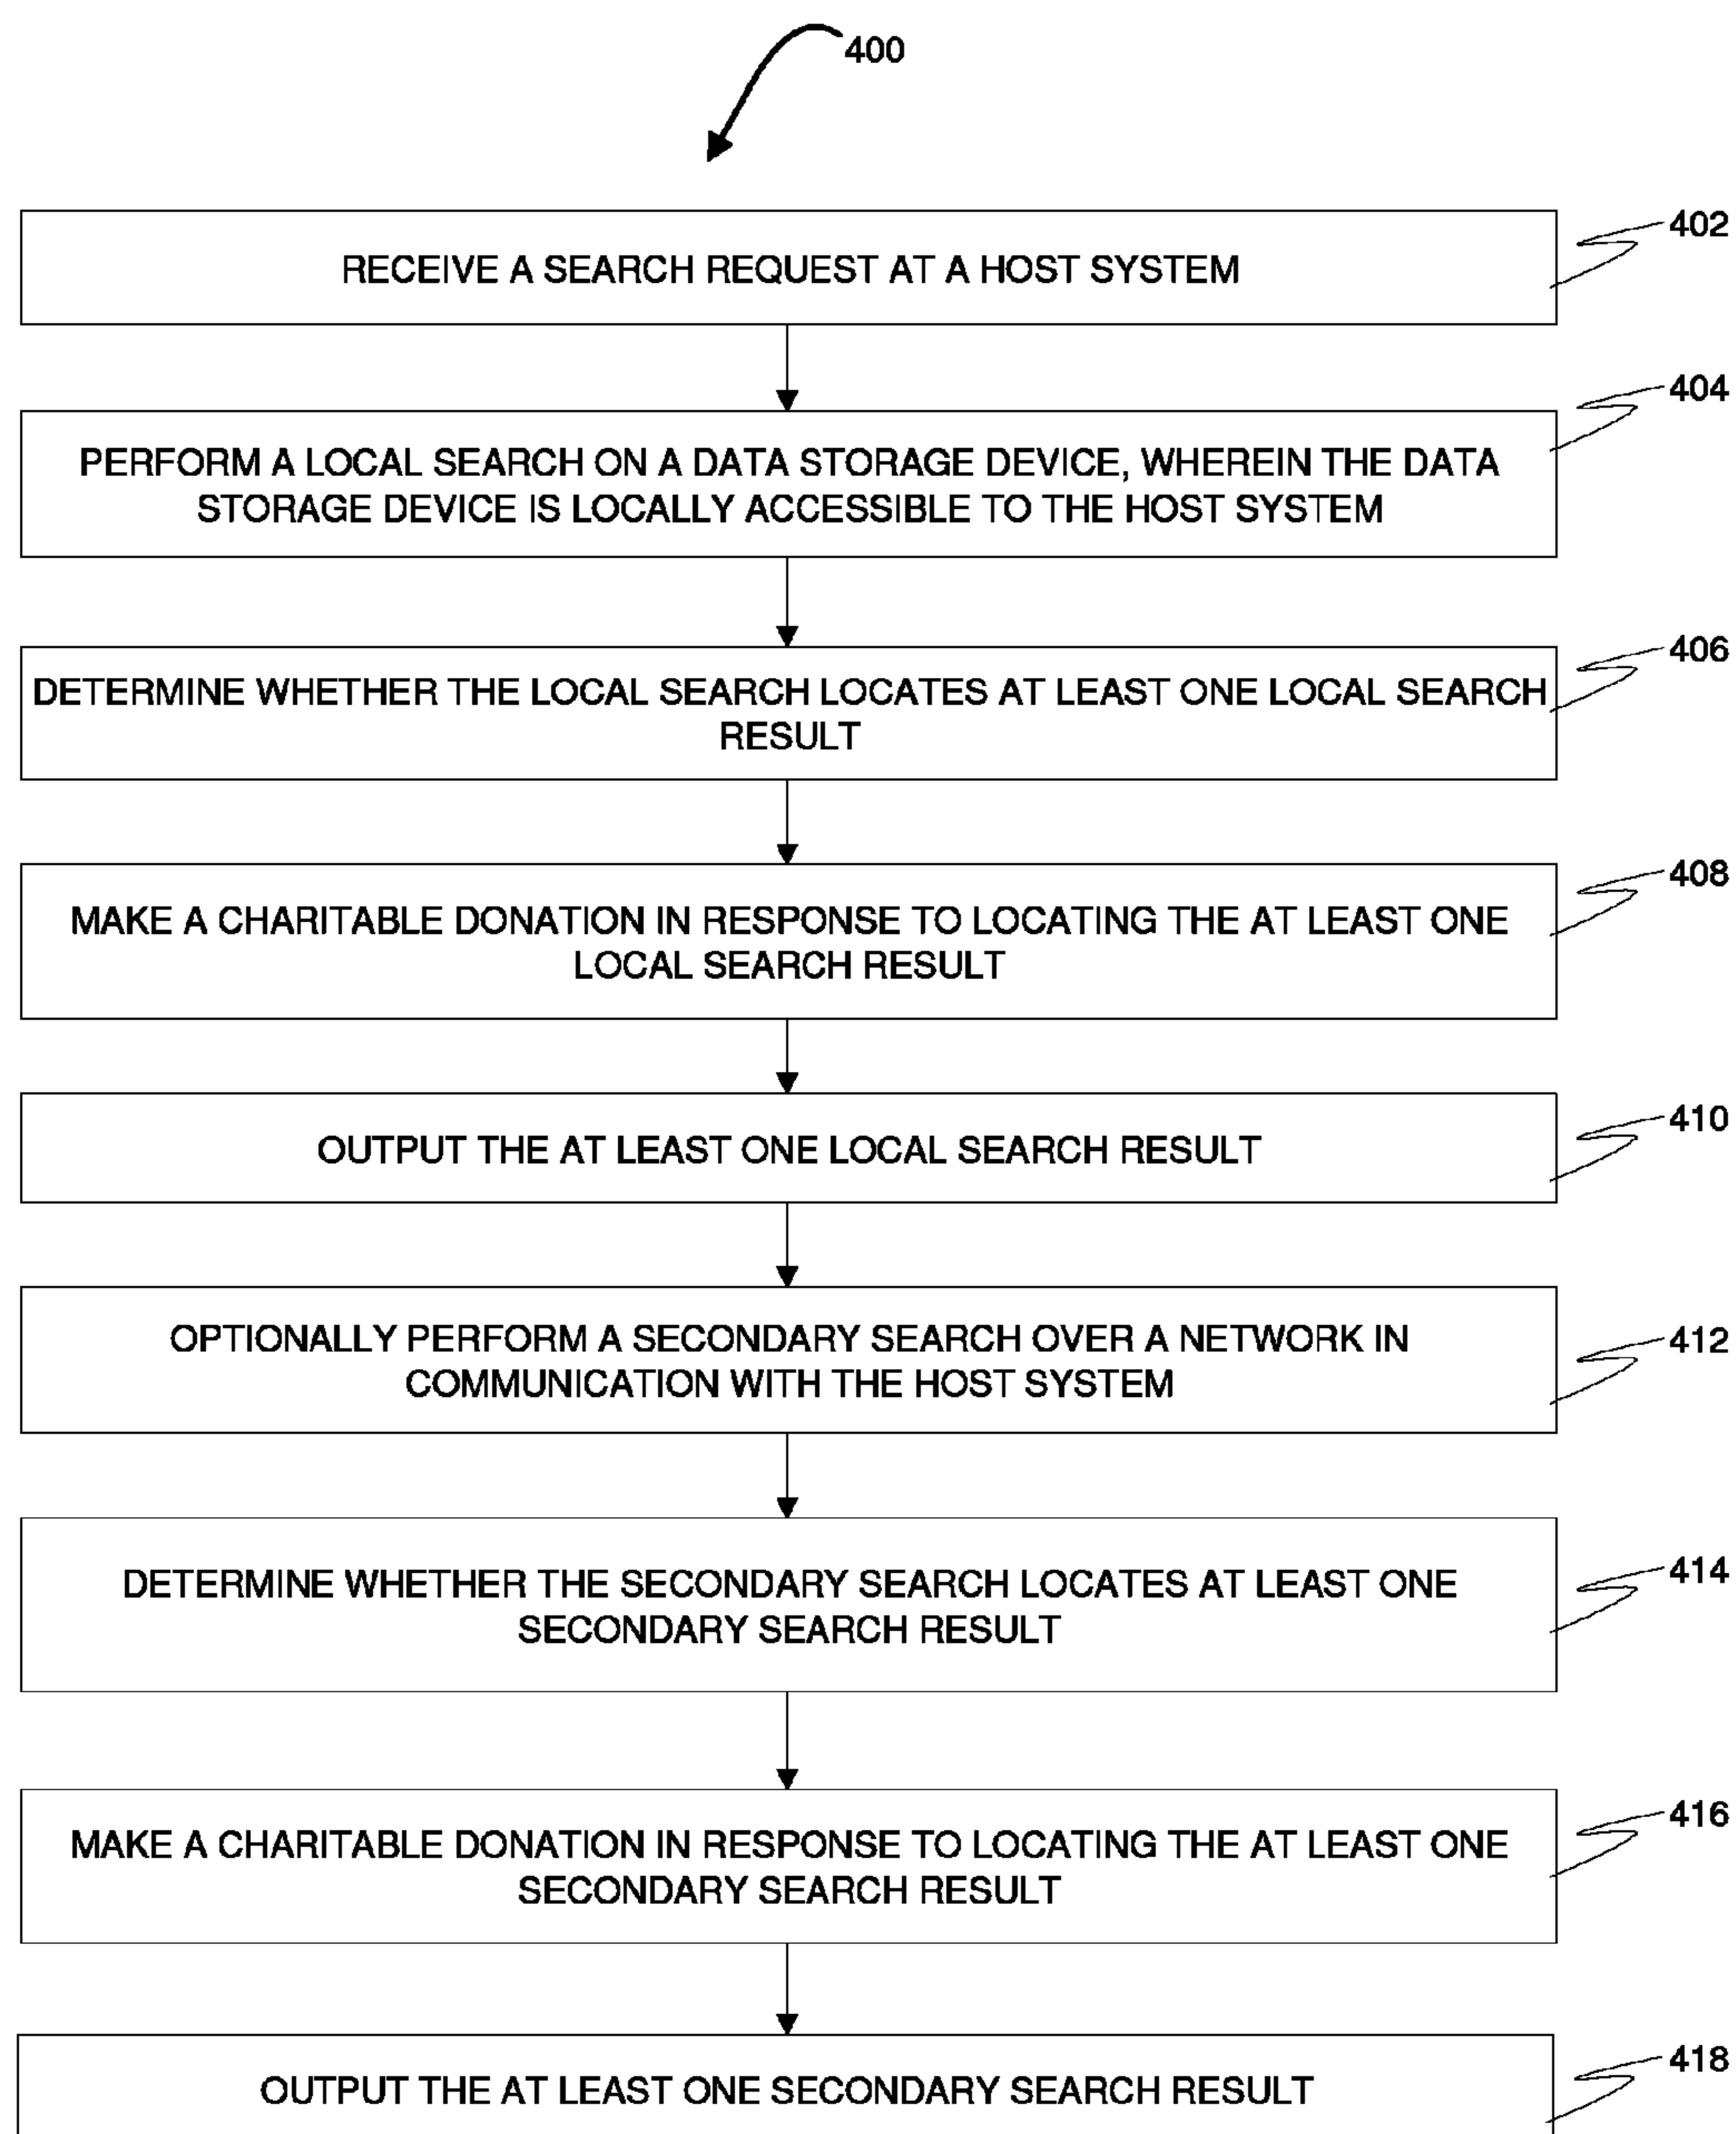 400
402
RECEIVE A SEARCH REQUEST AT A HOST SYSTEM
404
PERFORM A LOCAL SEARCH ON A DATA STORAGE DEVICE, WHEREIN THE DATA
STORAGE DEVICE IS LOCALLY ACCESSIBLE TO THE HOST SYSTEM
406
DETERMINE WHETHER THE LOCAL SEARCH LOCATES AT LEAST ONE LOCAL SEARCH
RESULT
408
MAKE A CHARITABLE DONATION IN RESPONSE TO LOCATING THE AT LEAST ONE
LOCAL SEARCH RESULT
410
OUTPUT THE AT LEAST ONE LOCAL SEARCH RESULT
412
OPTIONALLY PERFORM A SECONDARY SEARCH OVER A NETWORK IN
COMMUNICATION WITH THE HOST SYSTEM
414
DETERMINE WHETHER THE SECONDARY SEARCH LOCATES AT LEAST ONE
SECONDARY SEARCH RESULT
416
MAKE A CHARITABLE DONATION IN RESPONSE TO LOCATING THE AT LEAST ONE
SECONDARY SEARCH RESULT
418
OUTPUT THE AT LEAST ONE SECONDARY SEARCH RESULT